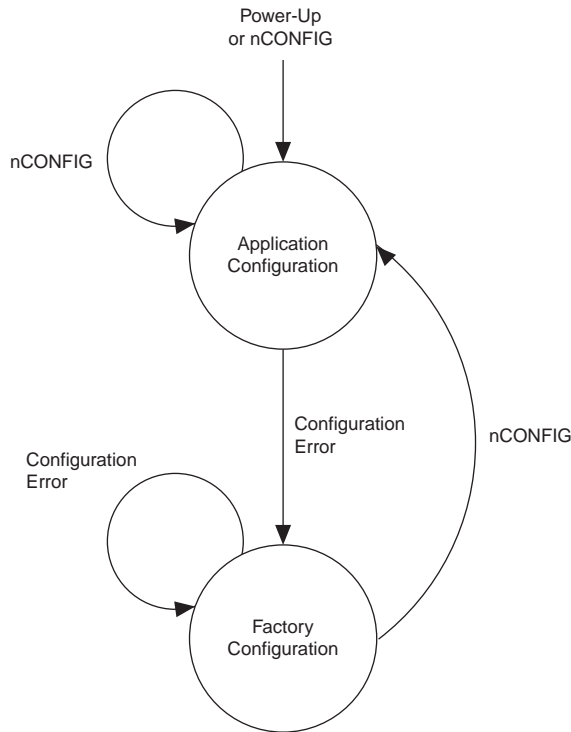 Power-Up
or nCONFIG
nCONFIG
Application
Configuration
Configuration
Error
nCONFIG
Configuration
Error
Factory
Configuration